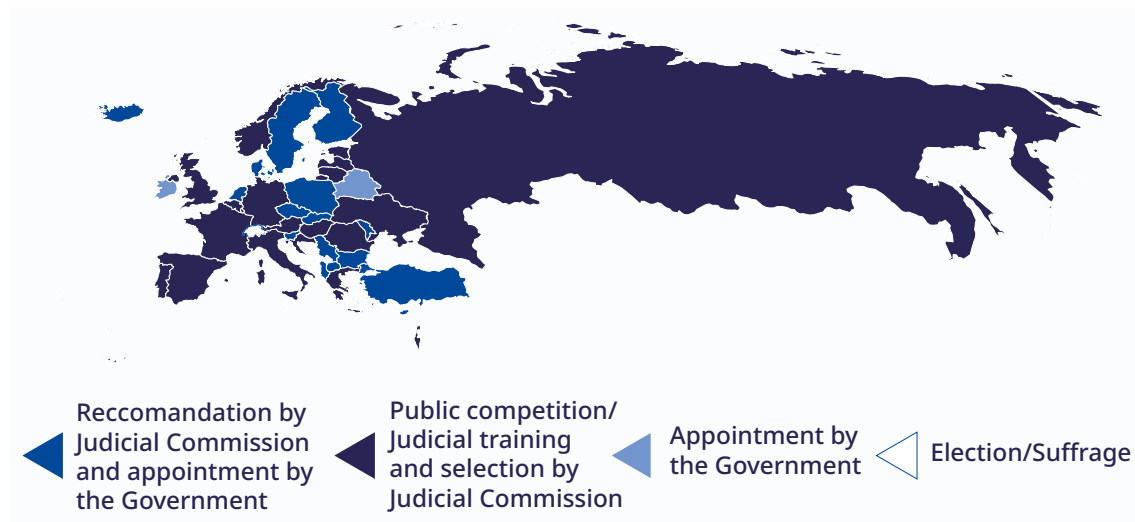 Reccomandation by
Judicial Commission
and appointment by
the Government
Public competition/
Judicial training
and selection by
Judicial Commission
Appointment by
the Government
Election/Suffrage